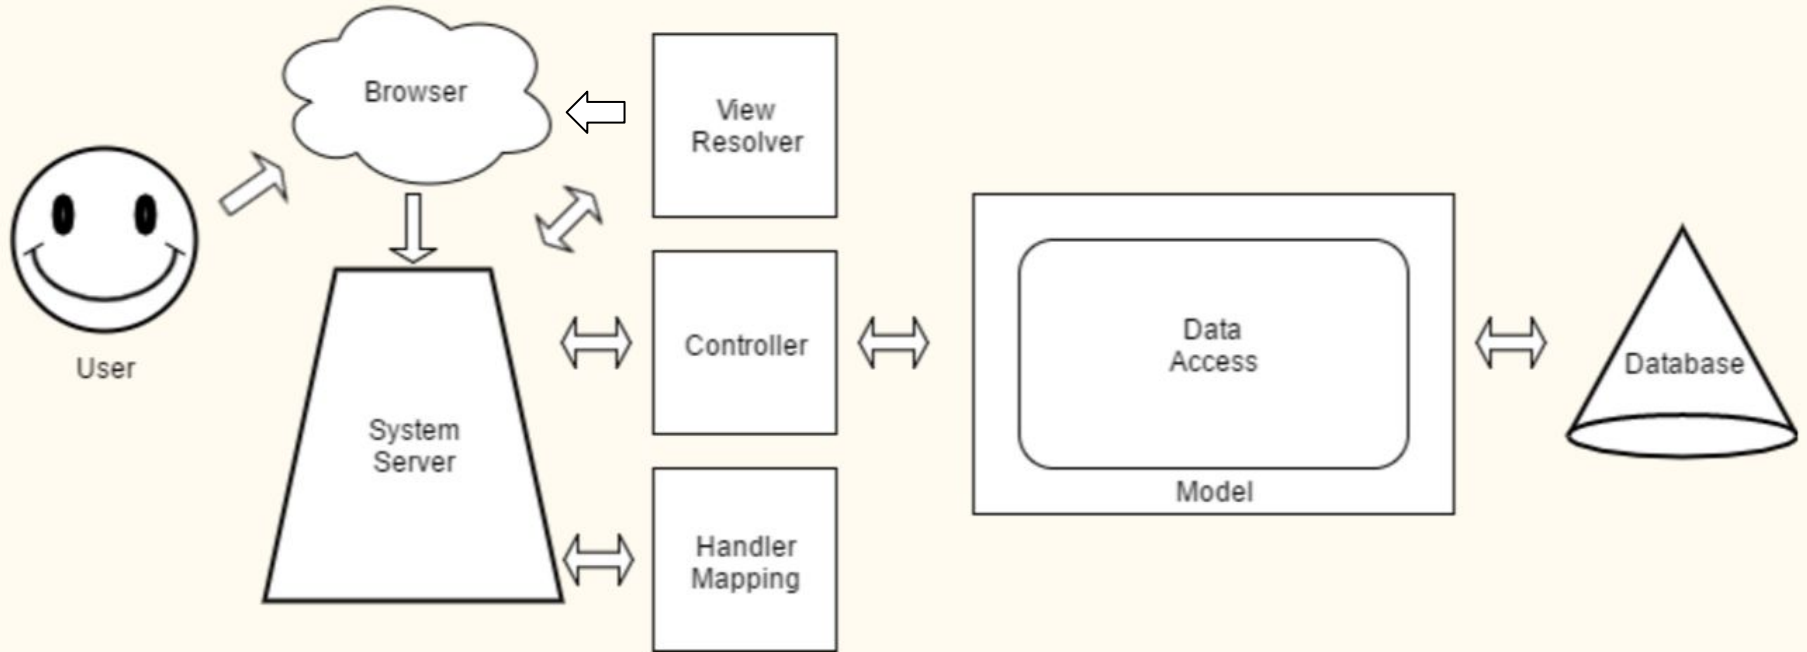 Browser
View
Resolver
User
System
Server
Controller
Handler
Mapping
Data
Access
Model
Database